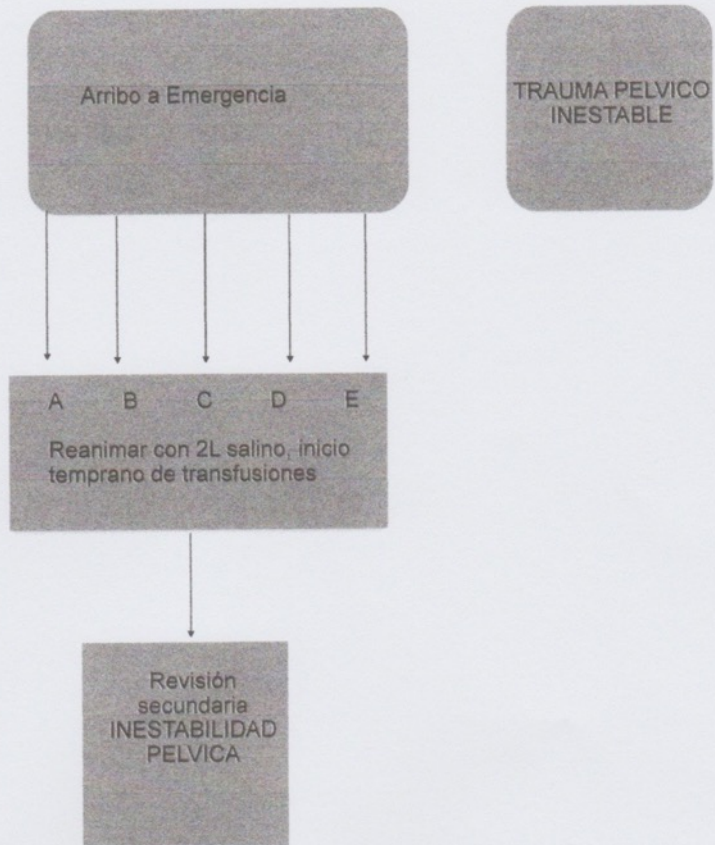 Arribo a Emergencia
TRAUMA PELVICO
INESTABLE
A B C D E
Reanimar con 2L salino, inicio
temprano de transfusiones
Revisión
secundaria
INESTABILIDAD
PELVICA